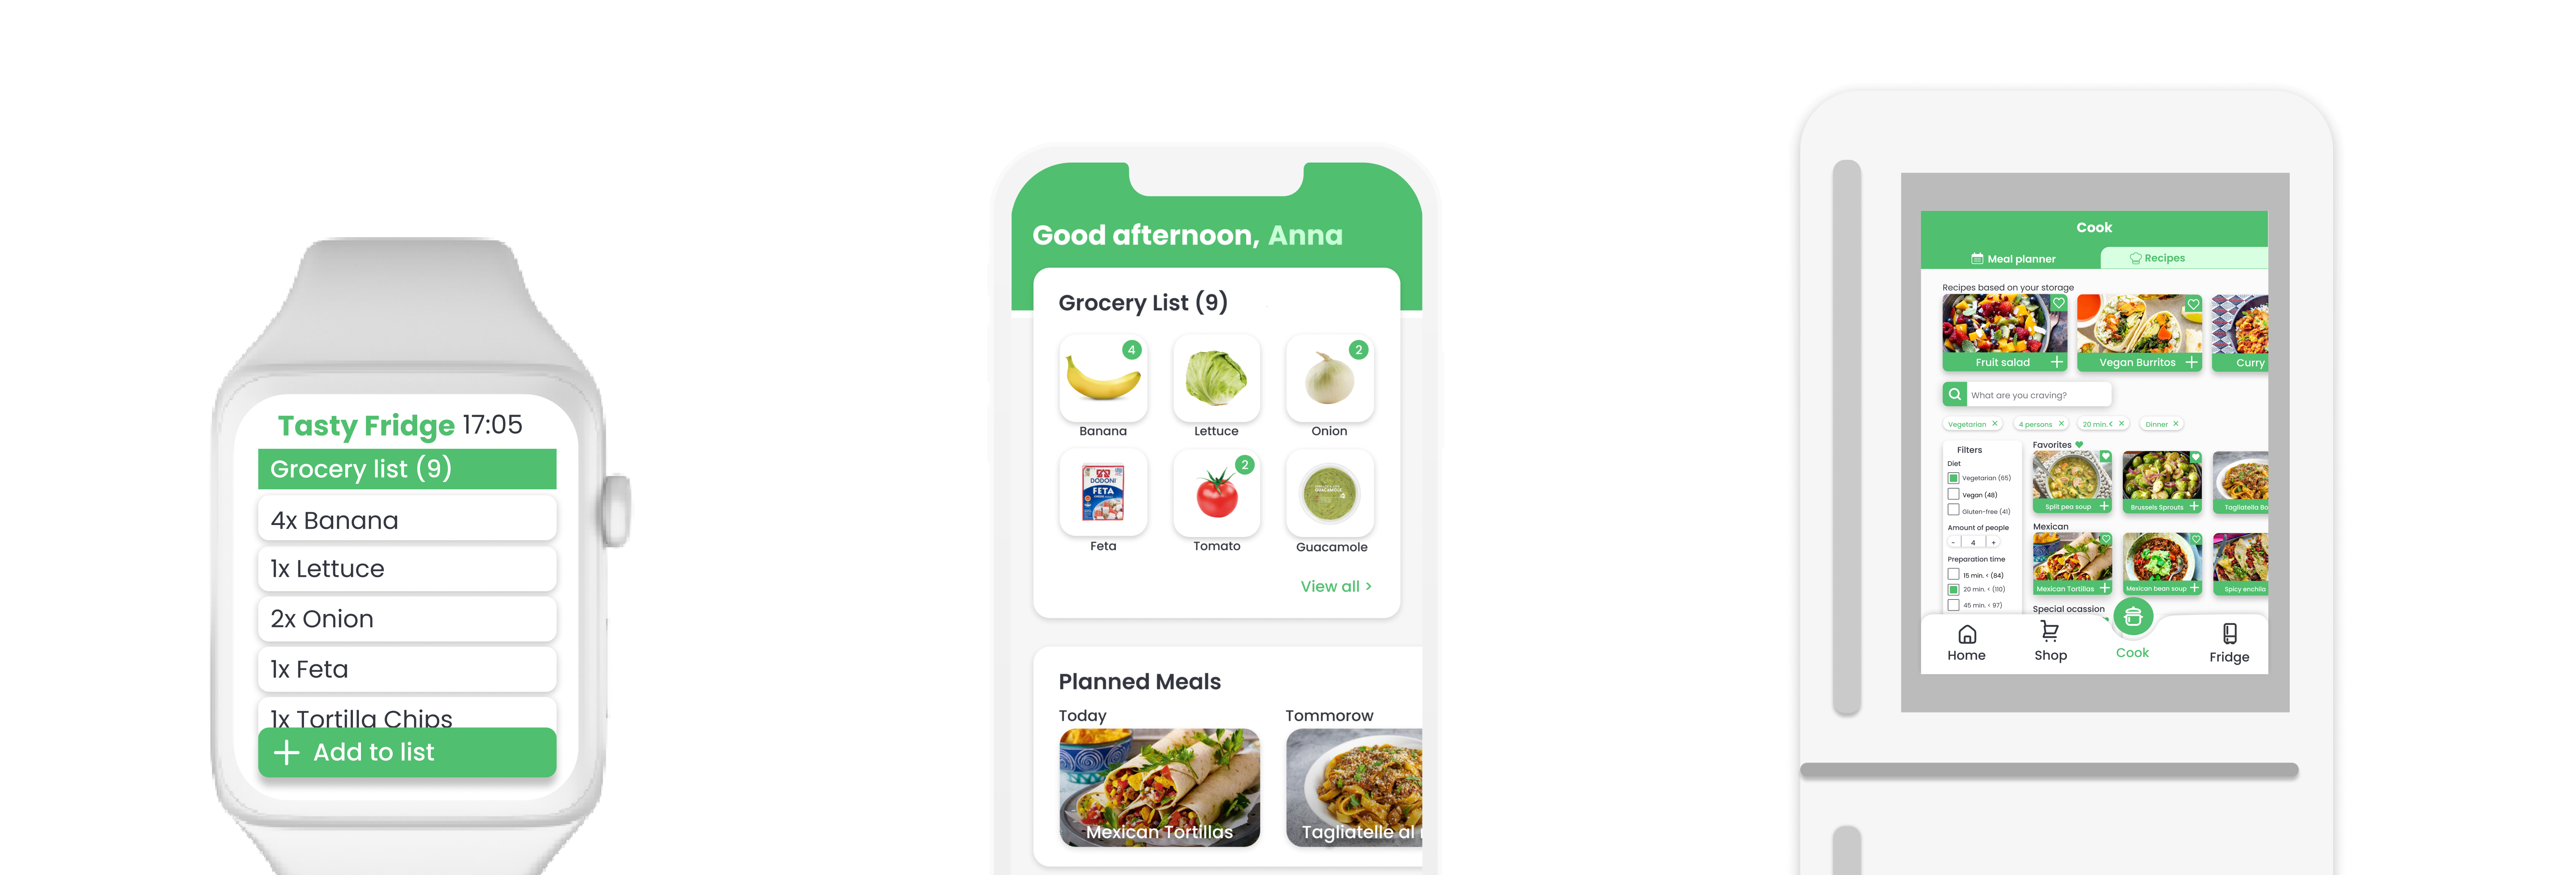 Tasty Fridge 17:05
Grocery list (9)
4x Banana
1x Lettuce
2x Onion
1x Feta
1x Tortilla Chips
+ Add to list
Good afternoon, Anna
Grocery List (9)
4
2
Banana
Lettuce
Onion
DODONI
FETA
2
GUACAMOLE
4
Feta
Tomato
Guacamole
View all >
Planned Meals
Today
Tommorow
Mexican Tortillas
Tagliatelle al
Cook
Meal planner
Recipes
Recipes based on your storage
Fruit salad +
Vegan Burritos +
Curry
What are you craving?
Vegetarian ×
4 persons ×
20 min.< ×
Dinner ×
Filters
Diet
Vegetarian (65)
Vegan (48)
Gluten-free (41)
Amount of people
- 4 +
Preparation time
15 min. < (84)
20 min. < (110)
45 min. < 97)
Favorites
Split pea soup +
Brussels Sprouts +
Tagliatella Bo
Mexican
Mexican Tortillas +
Mexican bean soup +
Spicy enchila
Special ocassion
Home
Shop
Cook
Fridge